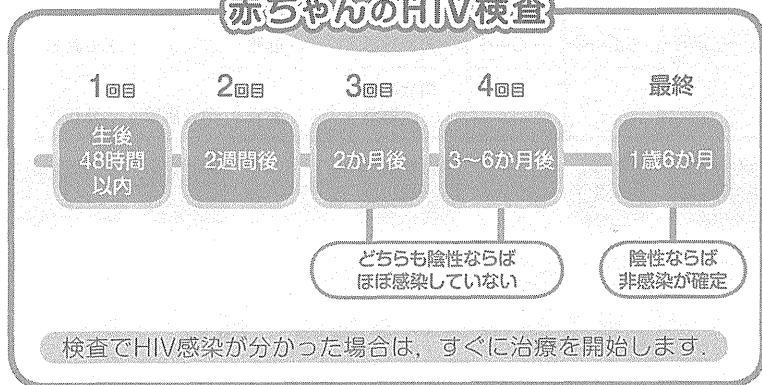 赤ちゃんのHIV検査
1回目
2回目
3回目
4回目
最終
生後
48時間
以内
2週間後
2か月後
3～6か月後
1歳6か月
どちらも陰性ならば
ほぼ感染していない
陰性ならば
非感染が確定
検査でHIV感染が分かった場合は，すぐに治療を開始します．